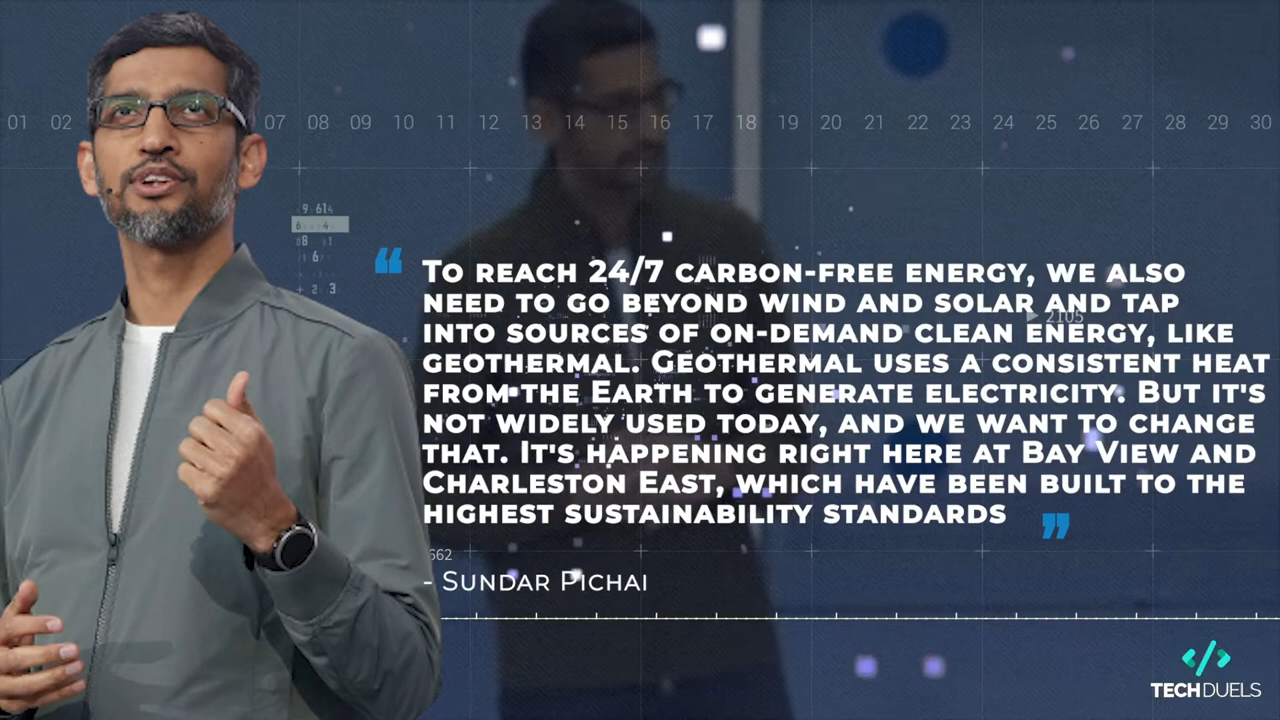 01 02 07 08 09 10 11 12 13 14 15 16 17 18 19 20 21 22 23 24 25 26 27 28 29 30
“ To reach 24/7 carbon-free energy, we also
need to go beyond wind and solar and tap
into sources of on-demand clean energy, like
geothermal. Geothermal uses a consistent heat
from the Earth to generate electricity. But it's
not widely used today, and we want to change
that. It's happening right here at Bay View and
Charleston East, which have been built to the
highest sustainability standards ”
- Sundar Pichai
</>
TECHDUELS